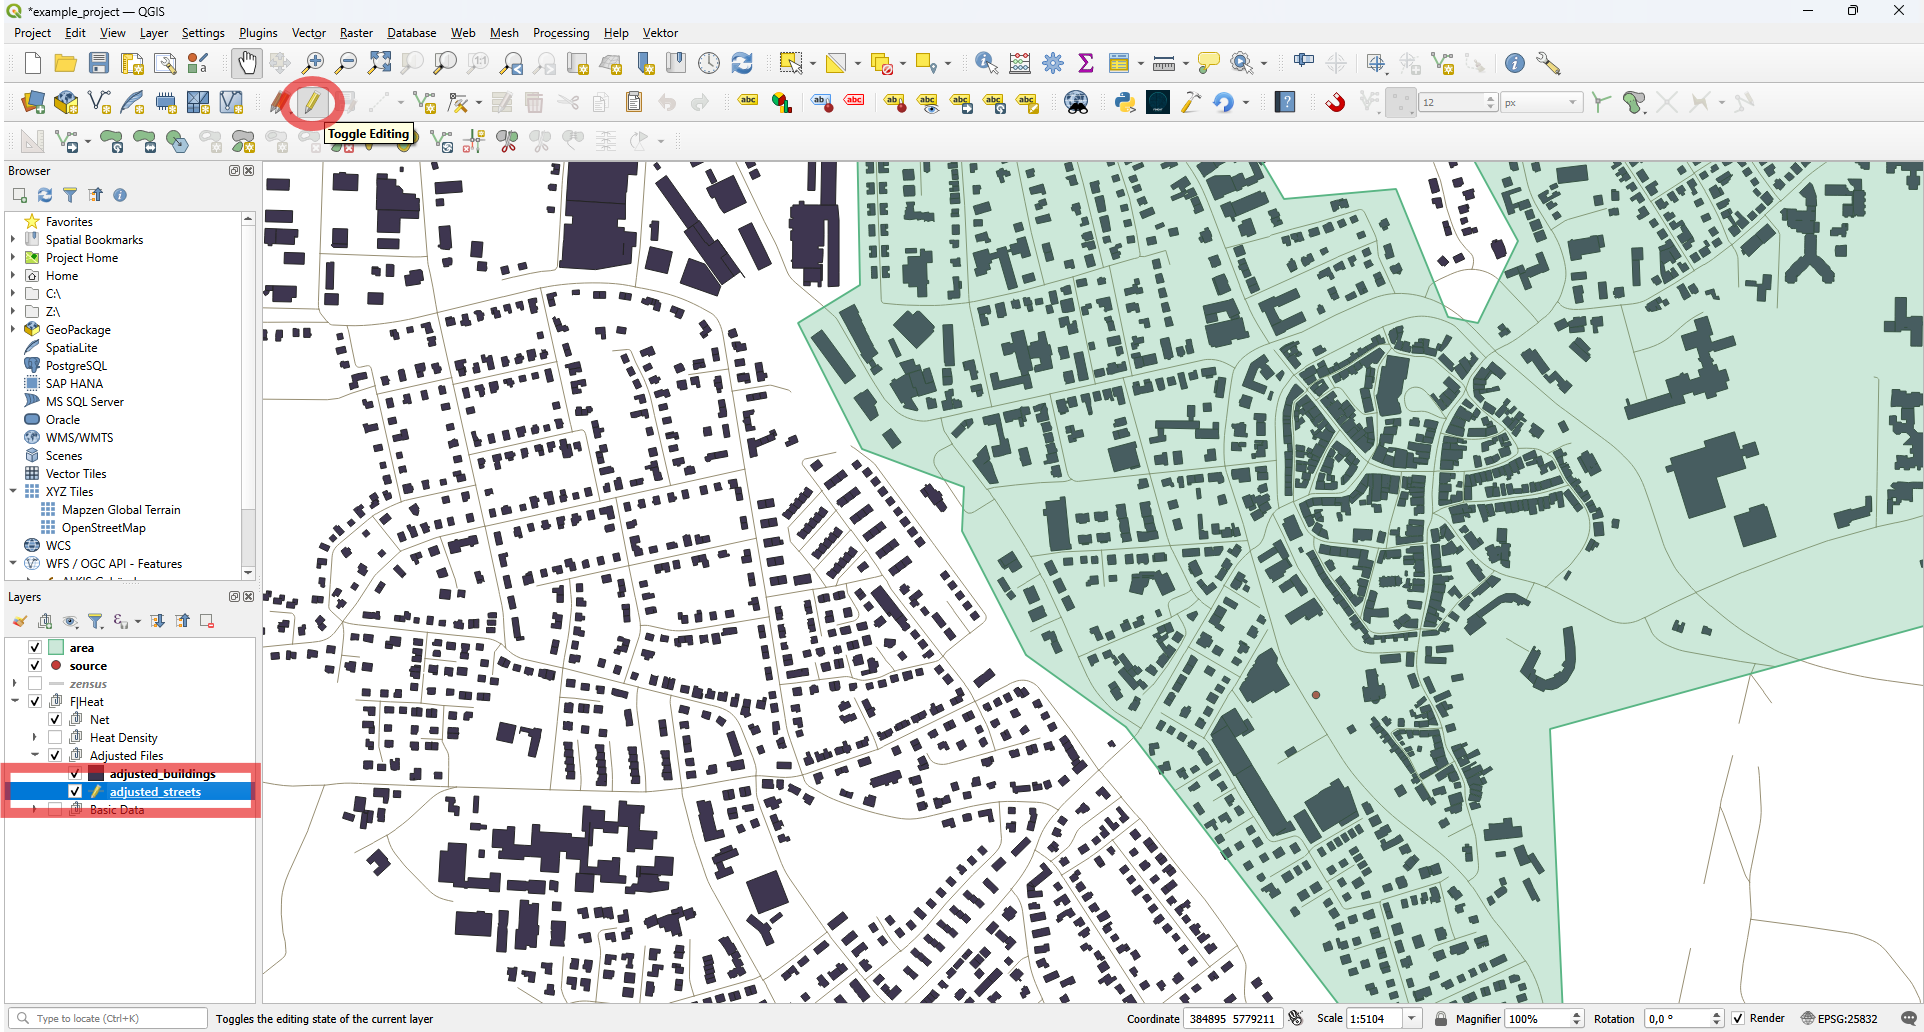 *example_project — QGIS
Project Edit View Layer Settings Plugins Vector Raster Database Web Mesh Processing Help Vektor
12 px
Toggle Editing
Browser
Favorites
Spatial Bookmarks
Project Home
Home
C:\
Z:\
GeoPackage
SpatiaLite
PostgreSQL
SAP HANA
MS SQL Server
Oracle
WMS/WMTS
Scenes
Vector Tiles
XYZ Tiles
Mapzen Global Terrain
OpenStreetMap
WCS
WFS / OGC API - Features
Layers
area
source
zensus
F|Heat
Net
Heat Density
Adjusted Files
adjusted_buildings
adjusted_streets
Basic Data
Type to locate (Ctrl+K) Toggles the editing state of the current layer Coordinate 384895 5779211 Scale 1:5104 Magnifier 100% Rotation 0,0 ° Render EPSG:25832